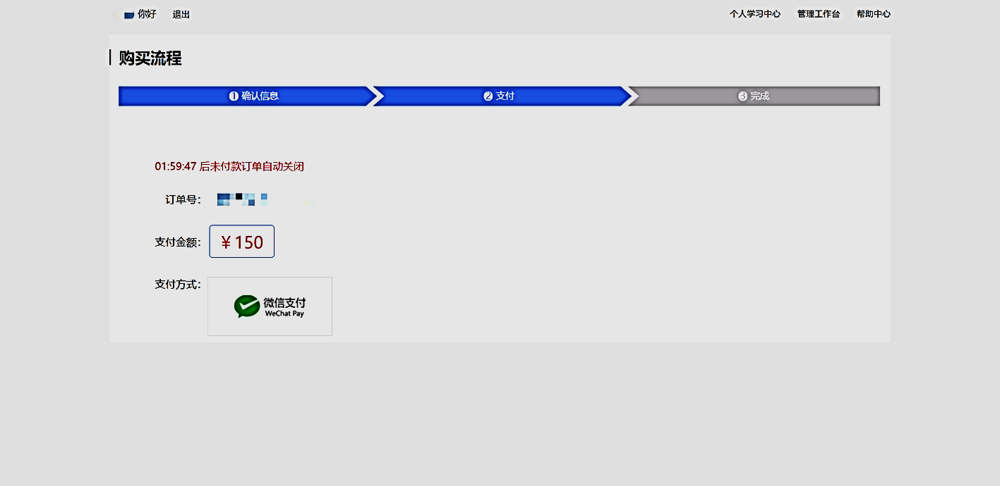 你好 退出 个人学习中心 管理工作台 帮助中心
购买流程
❶ 确认信息 ❷ 支付 ❸ 完成
01:59:47 后未付款订单自动关闭
订单号:
支付金额: ¥ 150
支付方式: 微信支付
WeChat Pay